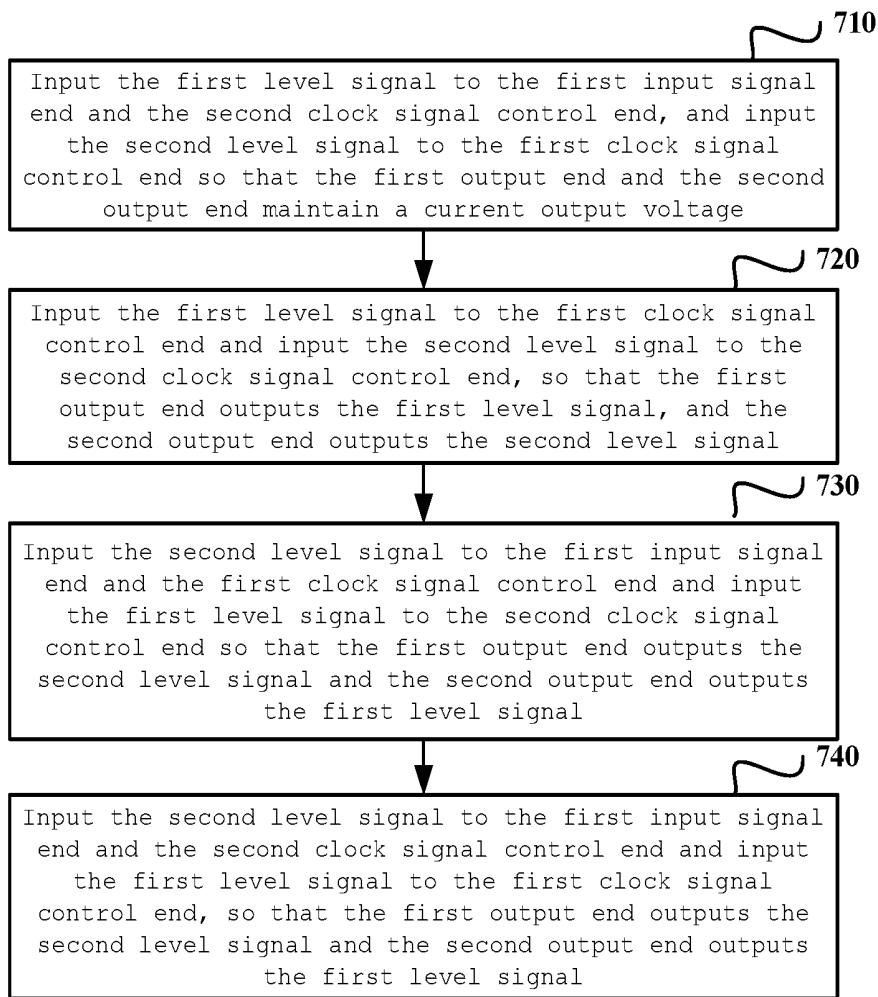 710
Input the first level signal to the first input signal
end and the second clock signal control end, and input
the second level signal to the first clock signal
control end so that the first output end and the second
output end maintain a current output voltage
720
Input the first level signal to the first clock signal
control end and input the second level signal to the
second clock signal control end, so that the first
output end outputs the first level signal, and the
second output end outputs the second level signal
730
Input the second level signal to the first input signal
end and the first clock signal control end and input
the first level signal to the second clock signal
control end so that the first output end outputs the
second level signal and the second output end outputs
the first level signal
740
Input the second level signal to the first input signal
end and the second clock signal control end and input
the first level signal to the first clock signal
control end, so that the first output end outputs the
second level signal and the second output end outputs
the first level signal